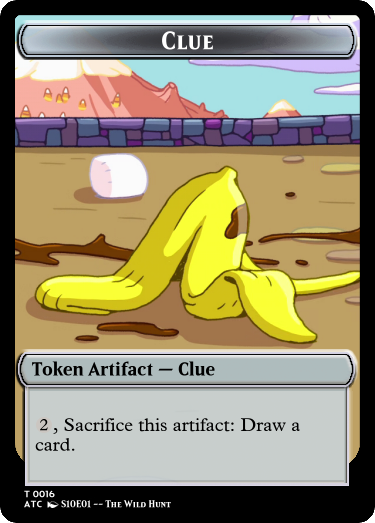 Clue
Token Artifact — Clue
2, Sacrifice this artifact: Draw a
card.
T 0016
ATC S10E01 -- The Wild Hunt